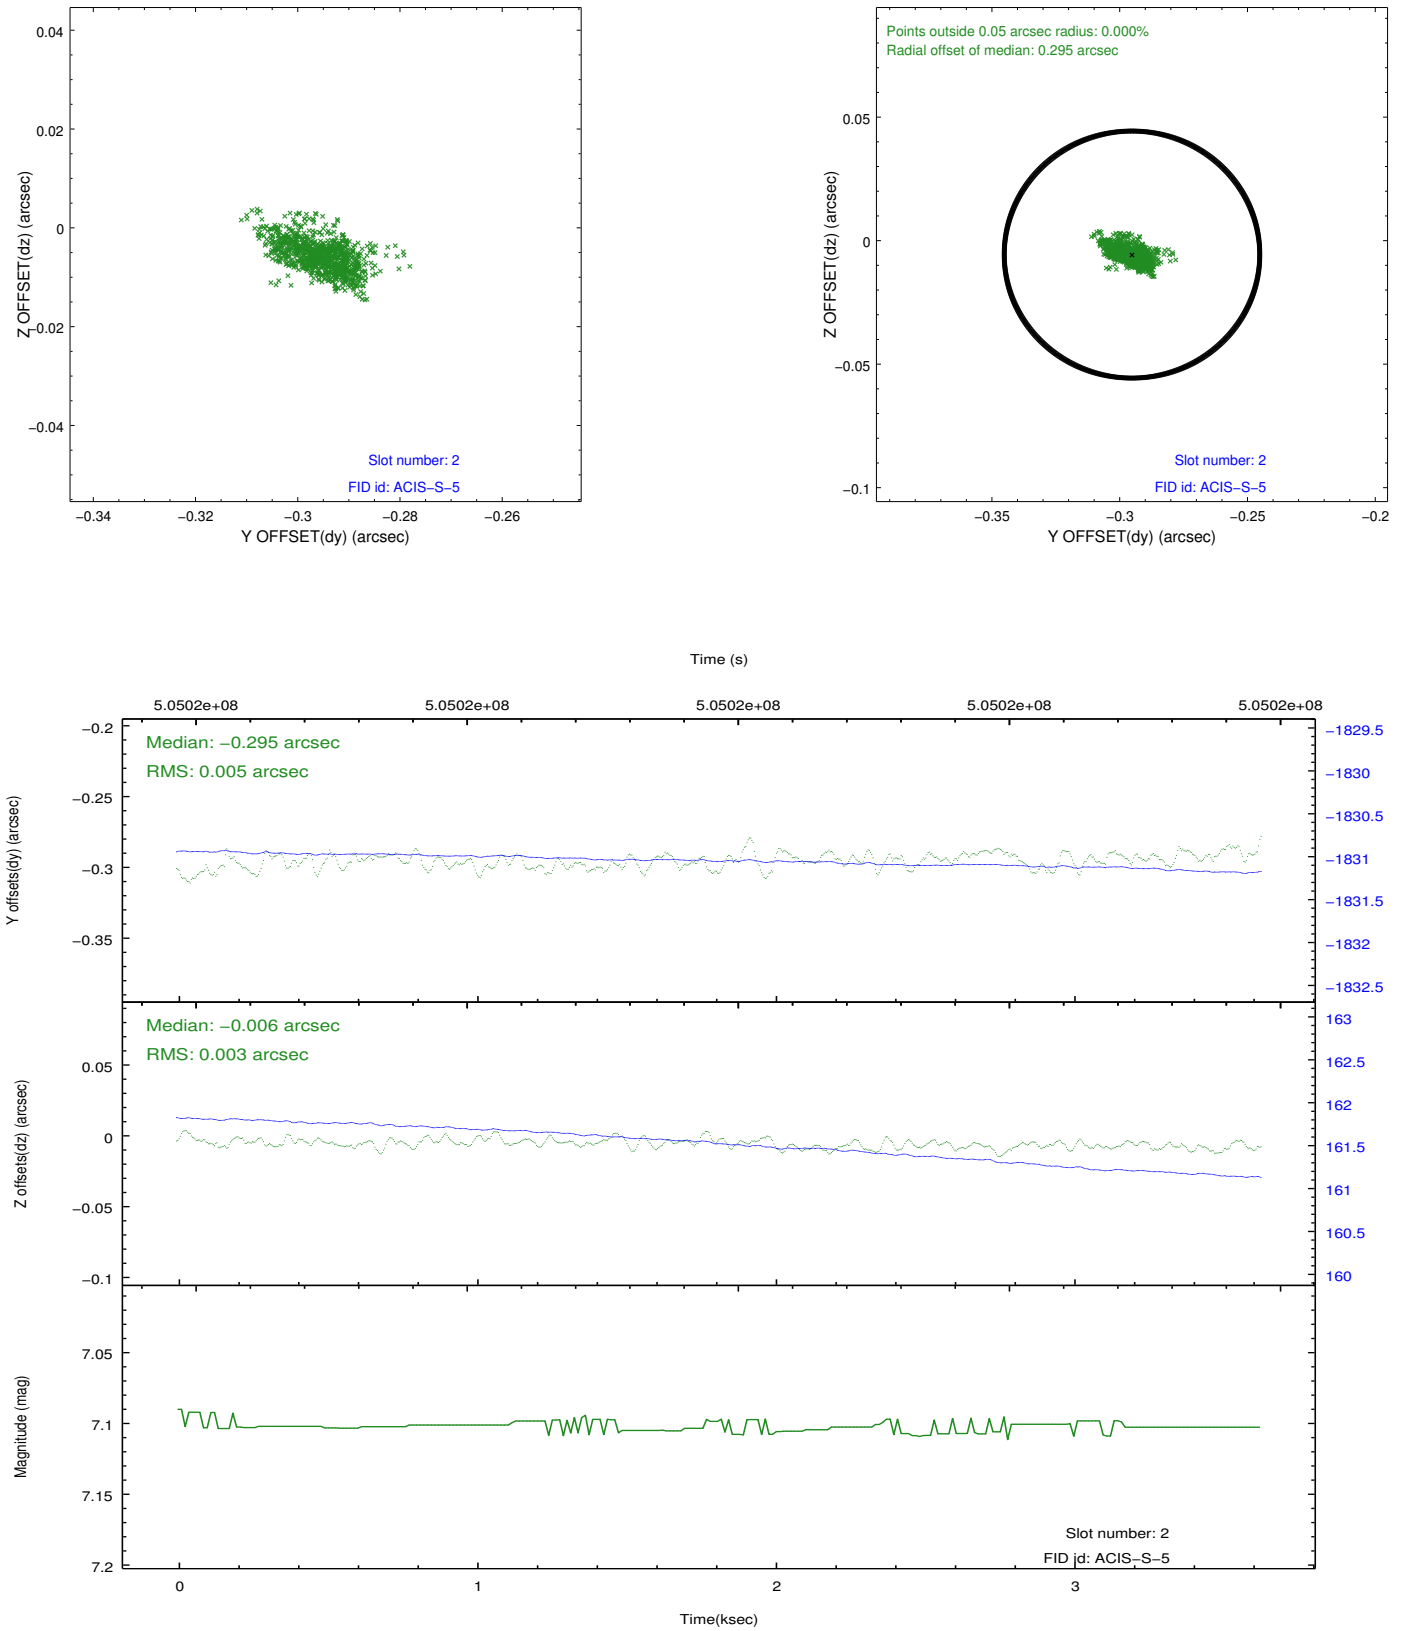 0.04
0.02
0
−0.02
−0.04
Z OFFSET(dz) (arcsec)
Slot number: 2
FID id: ACIS−S−5
−0.34 −0.32 −0.3 −0.28 −0.26
Y OFFSET(dy) (arcsec)
Points outside 0.05 arcsec radius: 0.000%
Radial offset of median: 0.295 arcsec
0.05
0
−0.05
−0.1
Z OFFSET(dz) (arcsec)
Slot number: 2
FID id: ACIS−S−5
−0.35 −0.3 −0.25 −0.2
Y OFFSET(dy) (arcsec)
Time (s)
5.0502e+08 5.0502e+08 5.0502e+08 5.0502e+08 5.0502e+08
Median: −0.295 arcsec
RMS: 0.005 arcsec
−0.2
−0.25
−0.3
−0.35
Y offsets(dy) (arcsec)
−1829.5
−1830
−1830.5
−1831
−1831.5
−1832
−1832.5
Median: −0.006 arcsec
RMS: 0.003 arcsec
0.05
0
−0.05
−0.1
Z offsets(dz) (arcsec)
163
162.5
162
161.5
161
160.5
160
7.05
7.1
7.15
7.2
Magnitude (mag)
Slot number: 2
FID id: ACIS−S−5
0 1 2 3
Time(ksec)